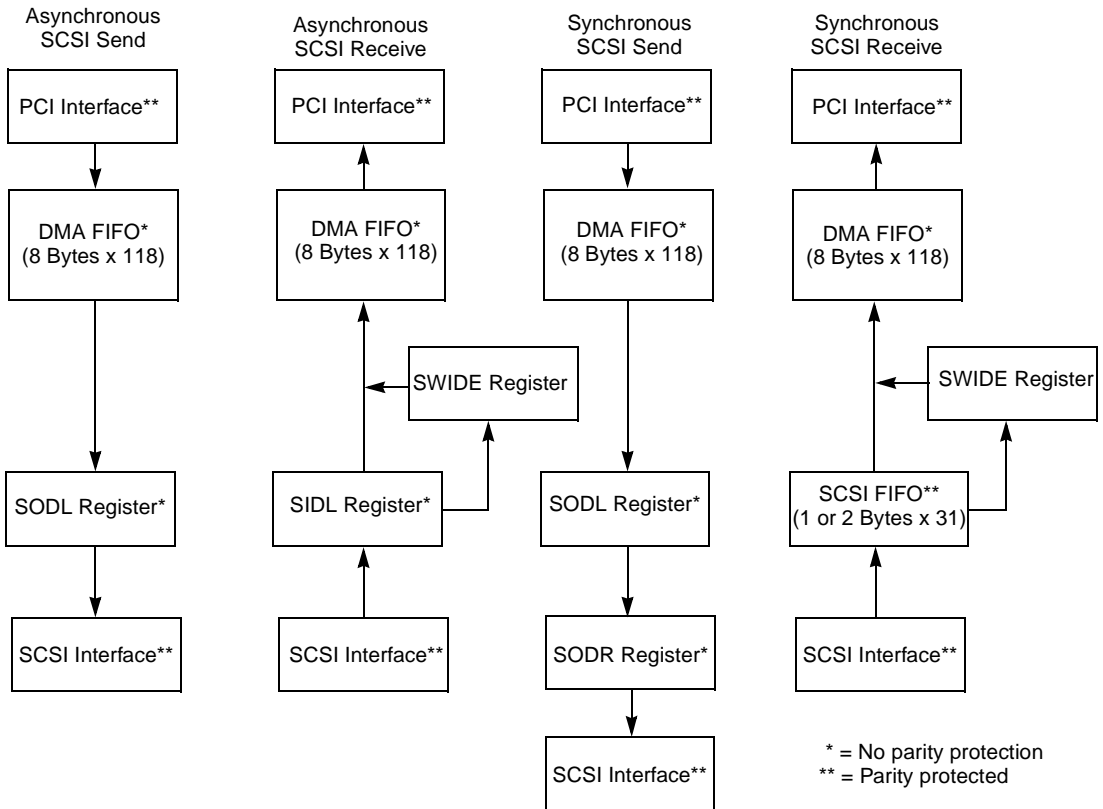 Asynchronous
SCSI Send
PCI Interface**
DMA FIFO*
(8 Bytes x 118)
SODL Register*
SCSI Interface**
Asynchronous
SCSI Receive
PCI Interface**
DMA FIFO*
(8 Bytes x 118)
SWIDE Register
SIDL Register*
SCSI Interface**
Synchronous
SCSI Send
PCI Interface**
DMA FIFO*
(8 Bytes x 118)
SODL Register*
SODR Register*
SCSI Interface**
Synchronous
SCSI Receive
PCI Interface**
DMA FIFO*
(8 Bytes x 118)
SWIDE Register
SCSI FIFO**
(1 or 2 Bytes x 31)
SCSI Interface**
* = No parity protection
** = Parity protected